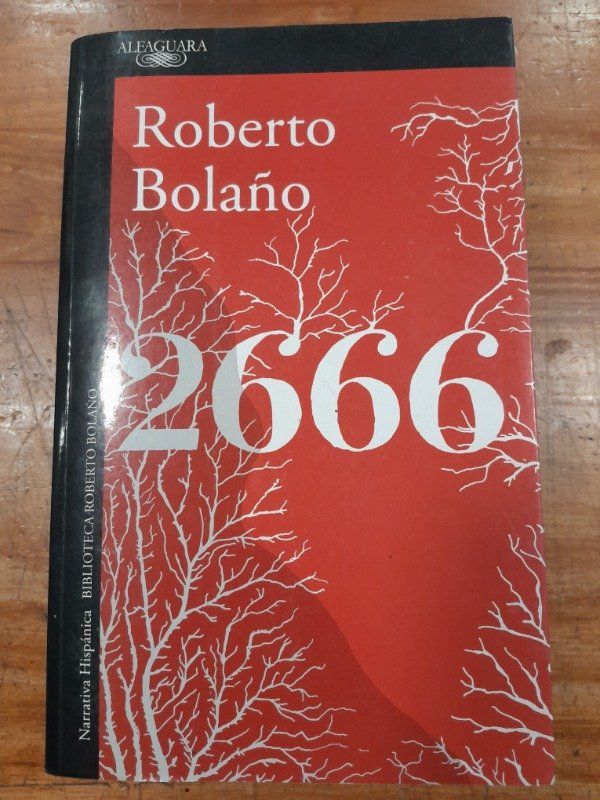 ALFAGUARA
Roberto
Bolaño
2666
Narrativa Hispánica BIBLIOTECA ROBERTO BOLAÑO